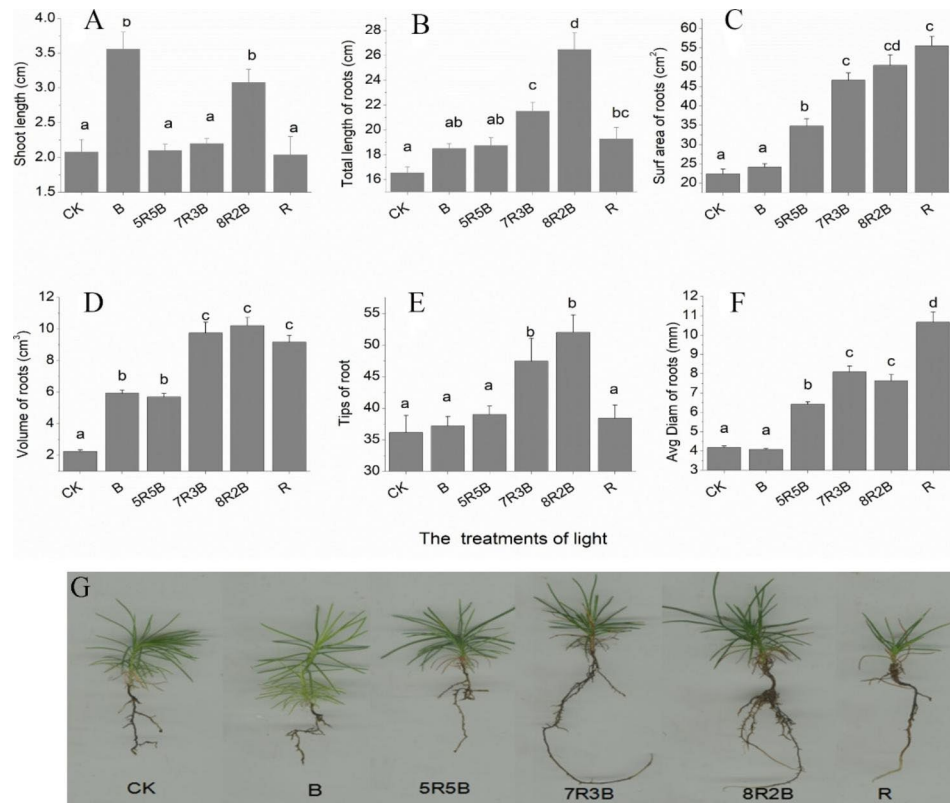 A
B
C
Shoot length (cm)
4.0
3.5
3.0
2.5
2.0
1.5
a
b
a
a
b
a
CK
B
5R5B
7R3B
8R2B
R
Total length of roots (cm)
28
26
24
22
20
18
16
a
ab
ab
c
d
bc
CK
B
5R5B
7R3B
8R2B
R
Surf area of roots (cm²)
60
55
50
45
40
35
30
25
20
a
a
b
c
cd
c
CK
B
5R5B
7R3B
8R2B
R
D
E
F
Volume of roots (cm³)
12
10
8
6
4
2
a
b
b
c
c
c
CK
B
5R5B
7R3B
8R2B
R
Tips of root
55
50
45
40
35
30
a
a
a
b
b
a
CK
B
5R5B
7R3B
8R2B
R
Avg Diam of roots (mm)
12
11
10
9
8
7
6
5
4
3
a
a
b
c
c
d
CK
B
5R5B
7R3B
8R2B
R
The treatments of light
G
CK
B
5R5B
7R3B
8R2B
R